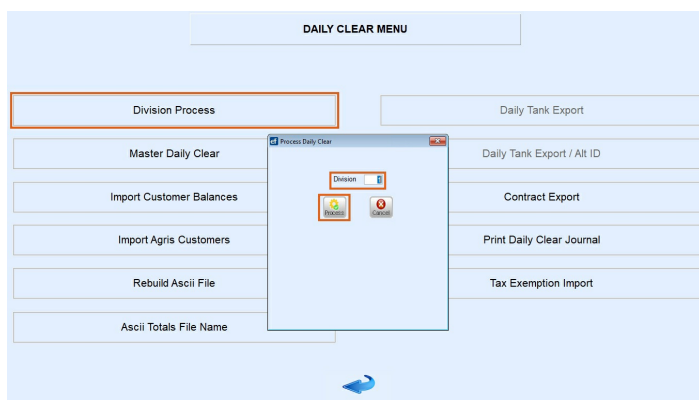 DAILY CLEAR MENU
Division Process
Daily Tank Export
Process Daily Clear
Master Daily Clear
Daily Tank Export / Alt ID
Division 1
Import Customer Balances
Process
Cancel
Contract Export
Import Agris Customers
Print Daily Clear Journal
Rebuild Ascii File
Tax Exemption Import
Ascii Totals File Name